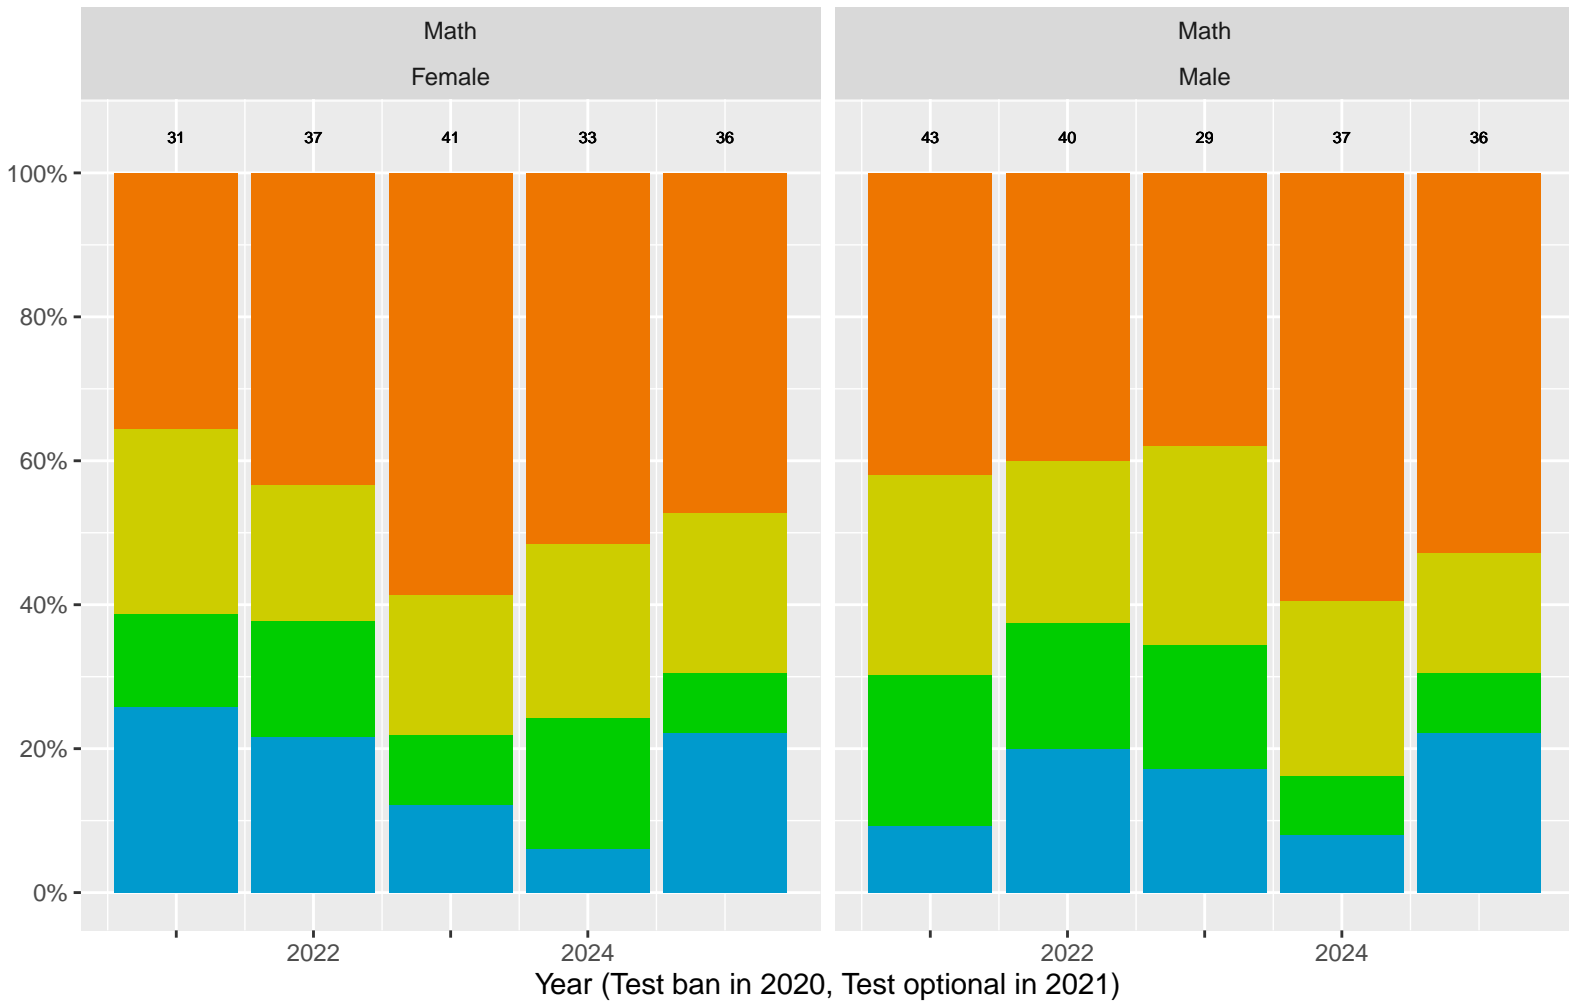 Math Math
Female Male
31 37 41 33 36 43 40 29 37 36
100%
80%
60%
40%
20%
0%
2022 2024 2022 2024
Year (Test ban in 2020, Test optional in 2021)